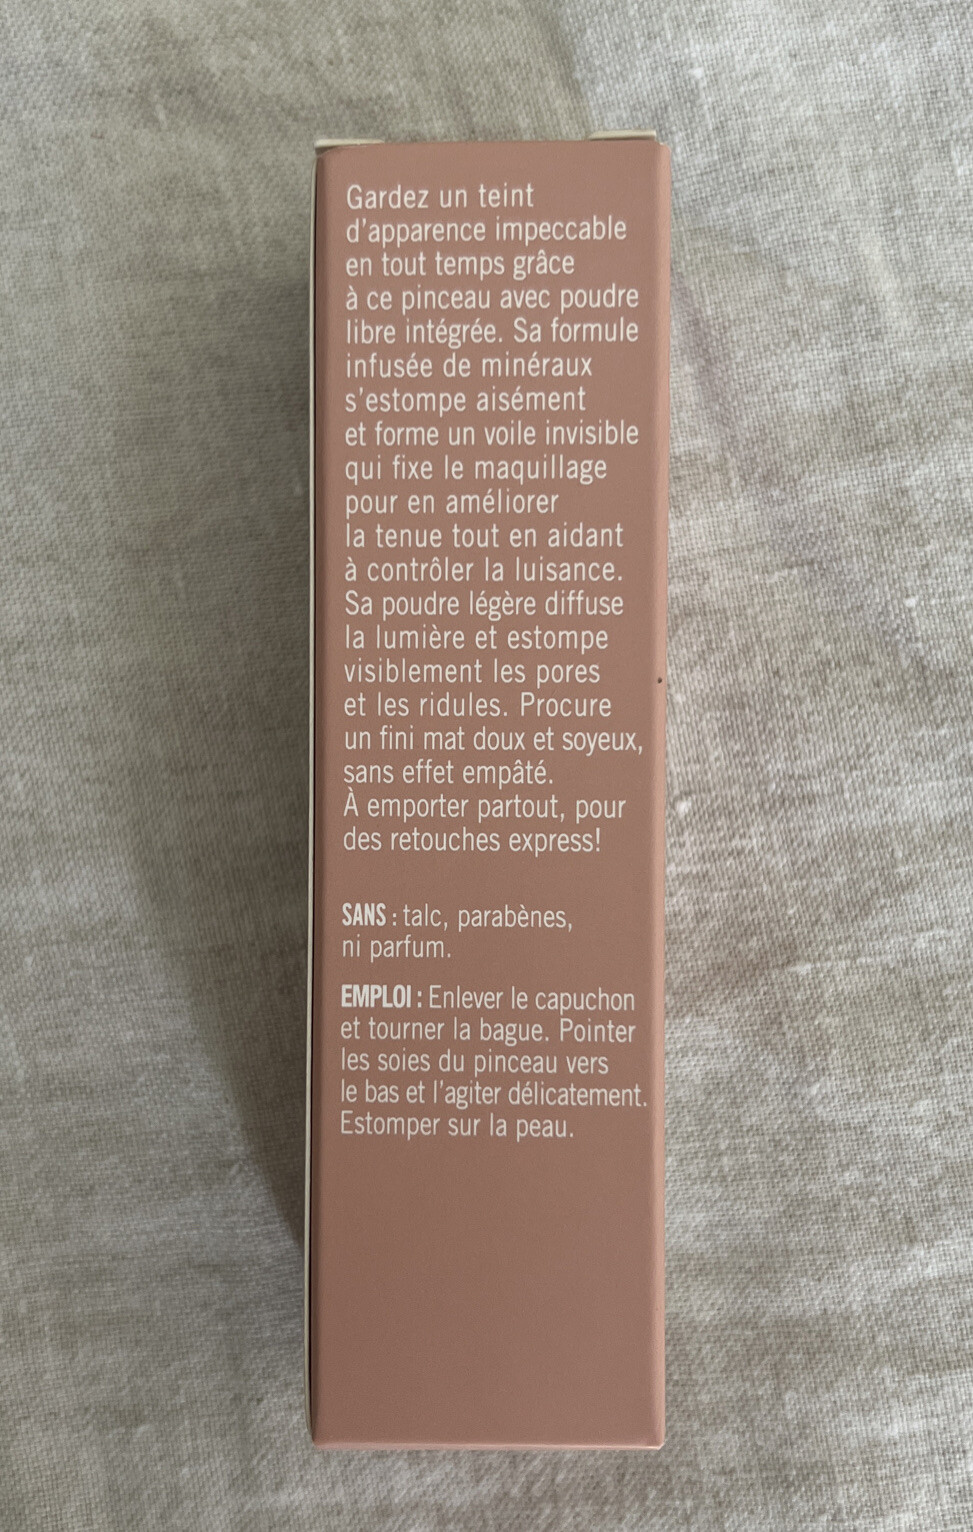 Gardez un teint
d'apparence impeccable
en tout temps grâce
à ce pinceau avec poudre
libre intégrée. Sa formule
infusée de minéraux
s'estompe aisément
et forme un voile invisible
qui fixe le maquillage
pour en améliorer
la tenue tout en aidant
à contrôler la luisance.
Sa poudre légère diffuse
la lumière et estompe
visiblement les pores
et les ridules. Procure
un fini mat doux et soyeux,
sans effet empâté.
À emporter partout, pour
des retouches express!
SANS : talc, parabènes,
ni parfum.
EMPLOI : Enlever le capuchon
et tourner la bague. Pointer
les soies du pinceau vers
le bas et l'agiter délicatement.
Estomper sur la peau.